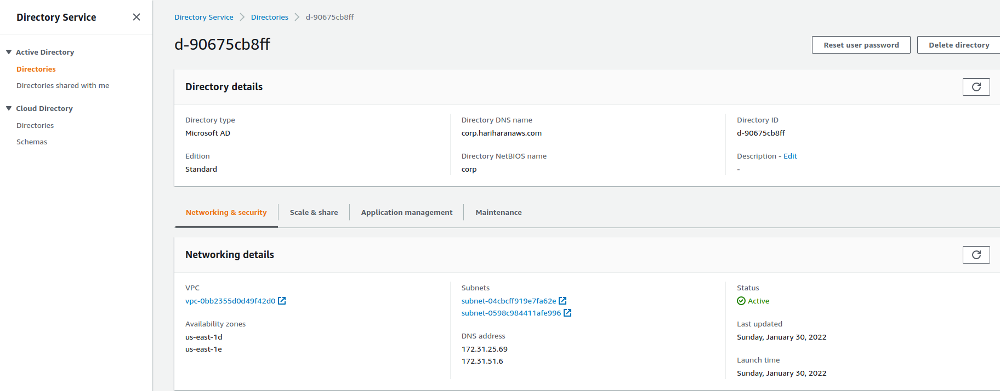 Directory Service
Active Directory
Directories
Directories shared with me
Cloud Directory
Directories
Schemas
Directory Service Directories d-90675cb8ff
d-90675cb8ff
Reset user password Delete directory
Directory details
Directory type
Microsoft AD
Edition
Standard
Directory DNS name
corp.hariharanaws.com
Directory NetBIOS name
corp
Directory ID
d-90675cb8ff
Description - Edit
-
Networking & security Scale & share Application management Maintenance
Networking details
VPC
vpc-0bb2355d0d49f42d0
Availability zones
us-east-1d
us-east-1e
Subnets
subnet-04cbcff919e7fa62e
subnet-0598c984411afe996
DNS address
172.31.25.69
172.31.51.6
Status
Active
Last updated
Sunday, January 30, 2022
Launch time
Sunday, January 30, 2022